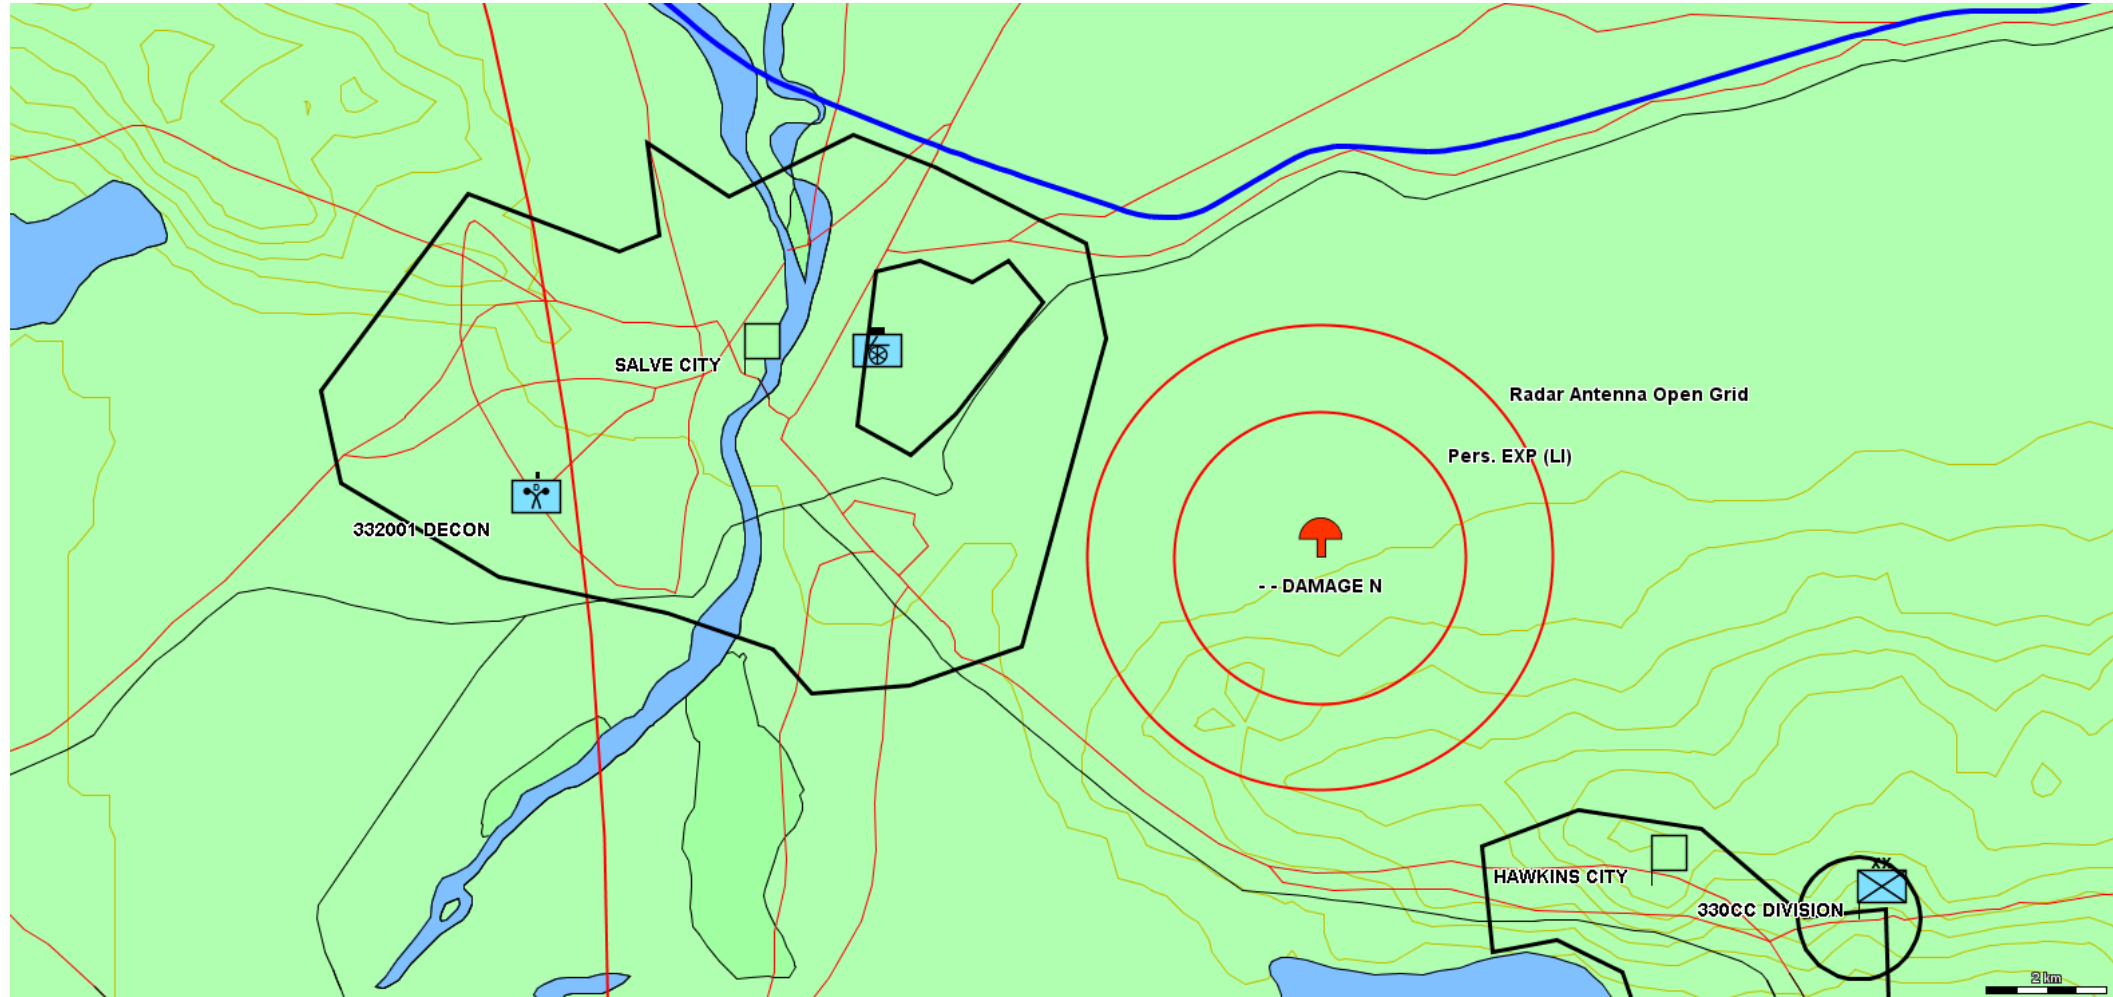 SALVE CITY
Radar Antenna Open Grid
Pers. EXP (LI)
D
332001 DECON
- - DAMAGE N
XX
HAWKINS CITY
330CC DIVISION
2 km